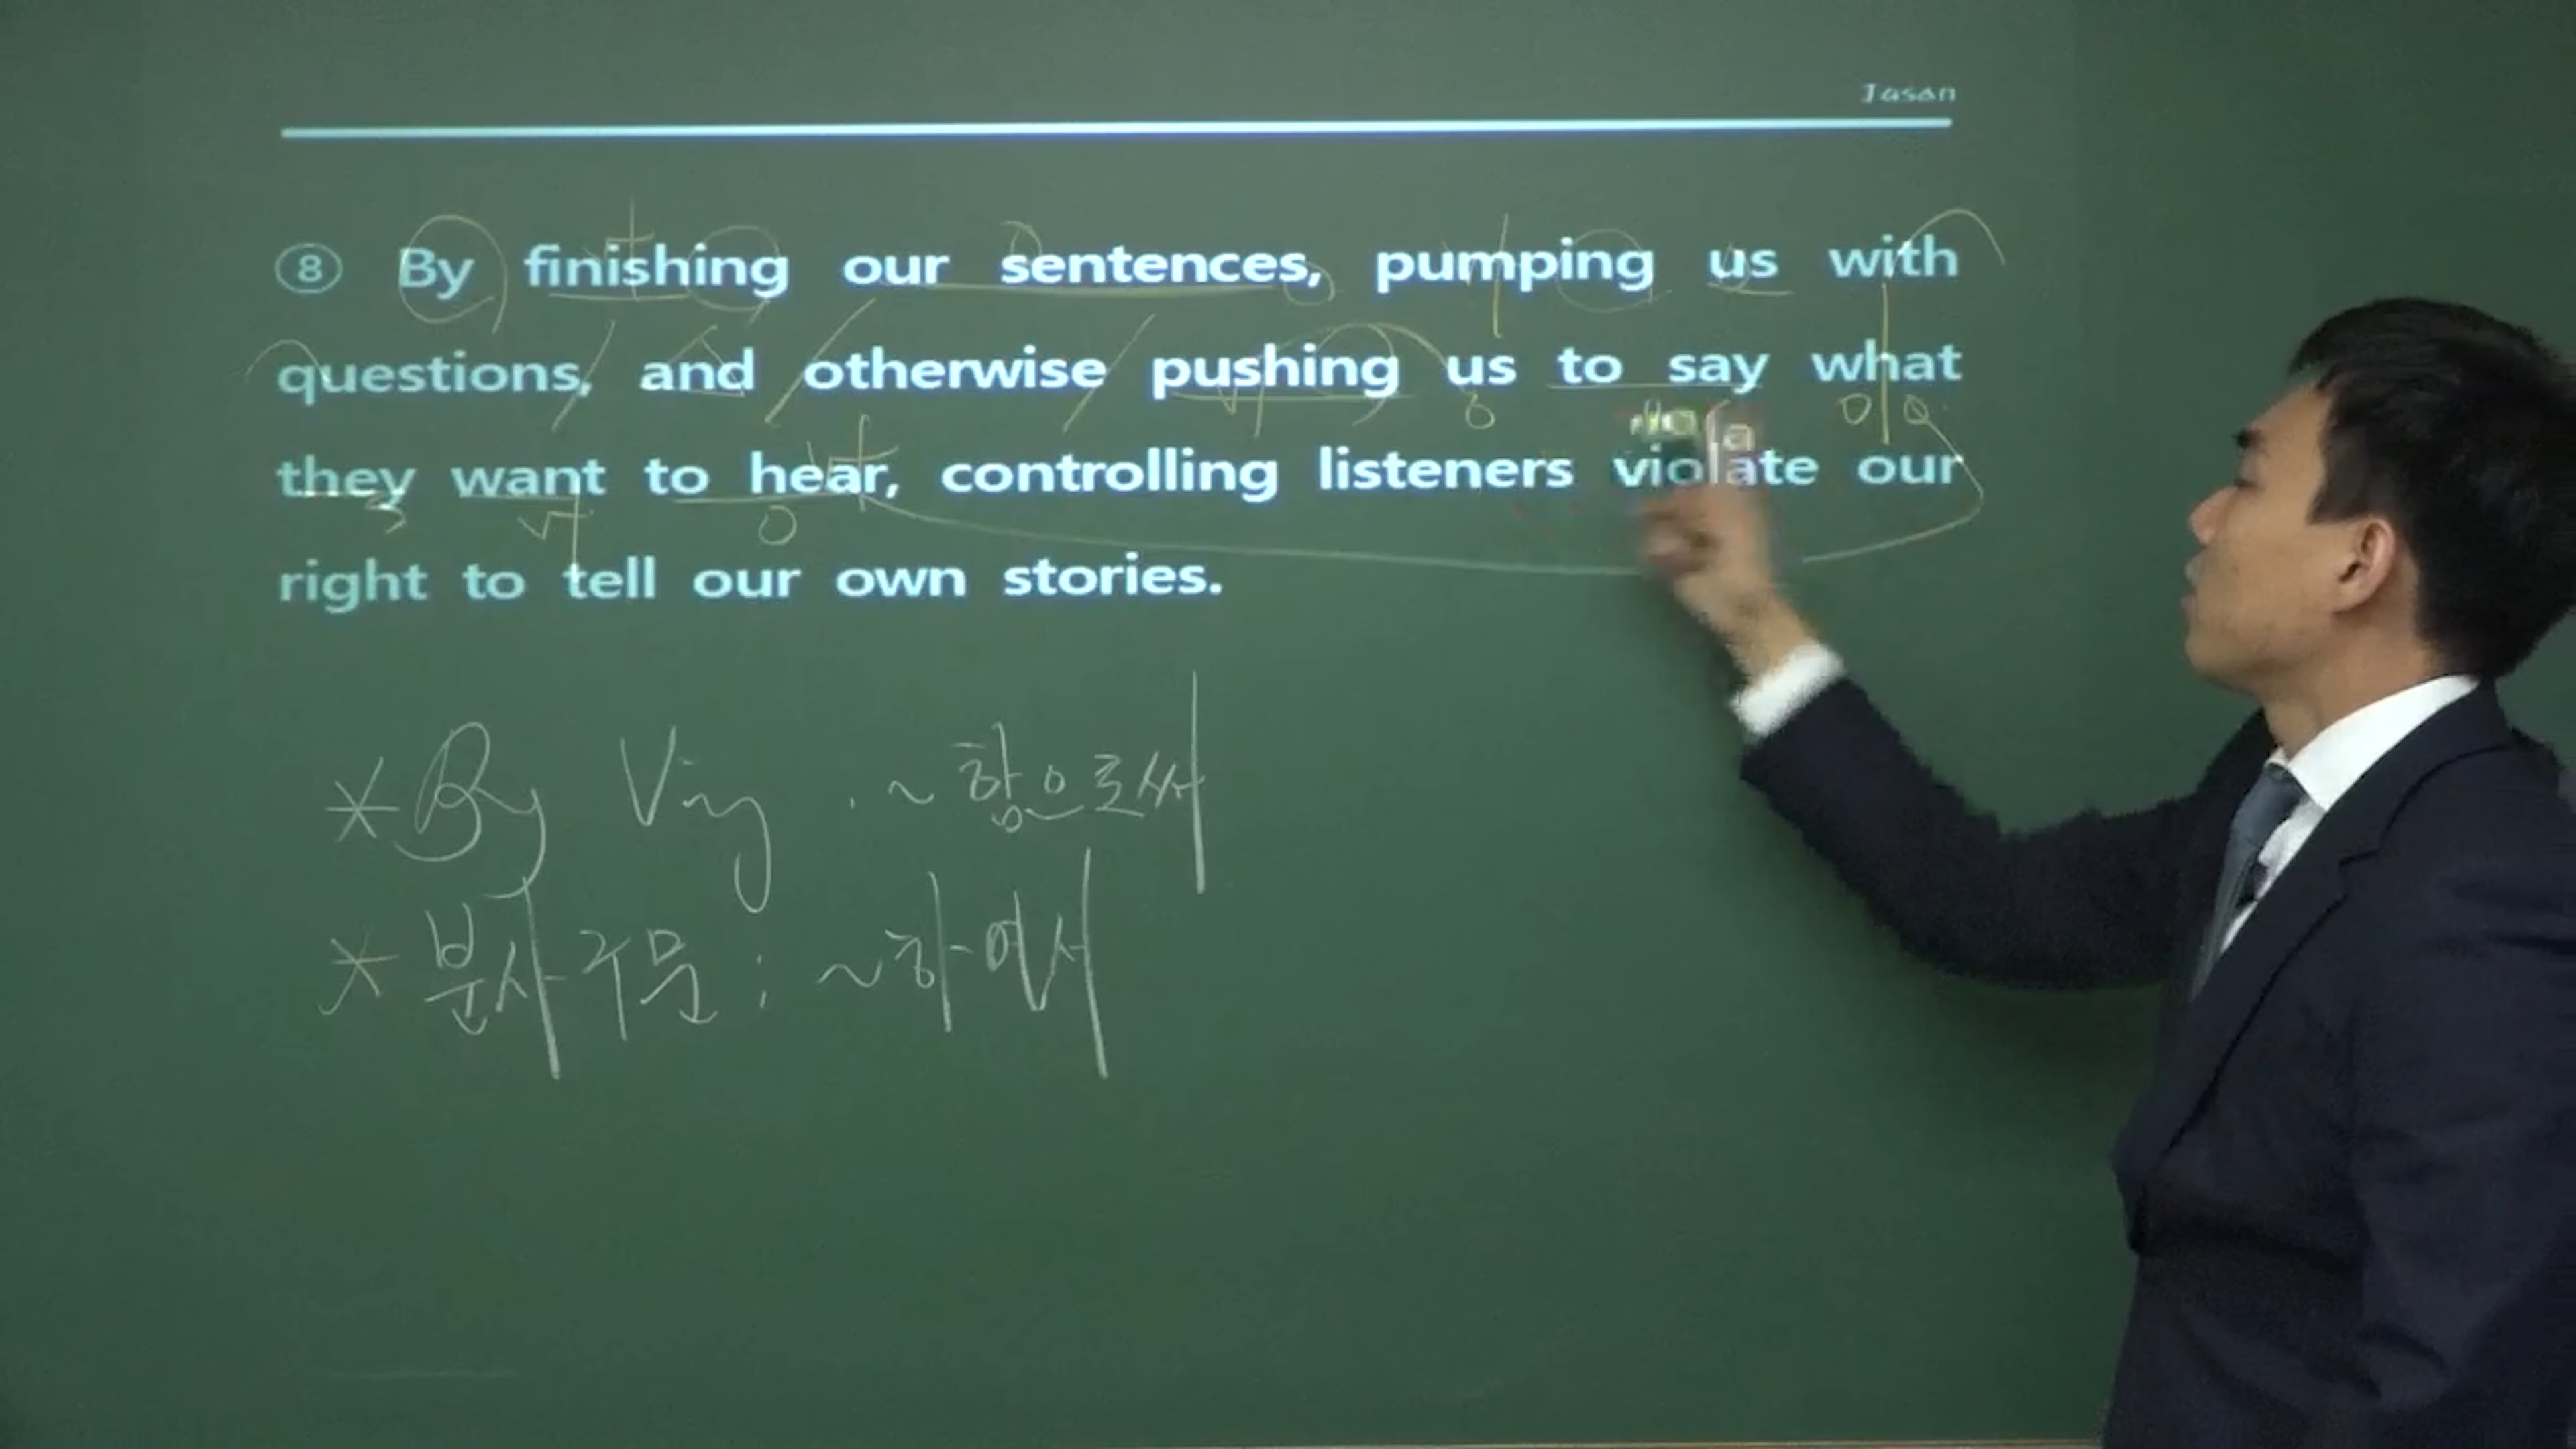 Jasan
⑧ By finishing our sentences, pumping us with
questions, and otherwise pushing us to say what
they want to hear, controlling listeners violate our
right to tell our own stories.
* By Ving . ~함으로써
* 분사구문 ; ~하여서